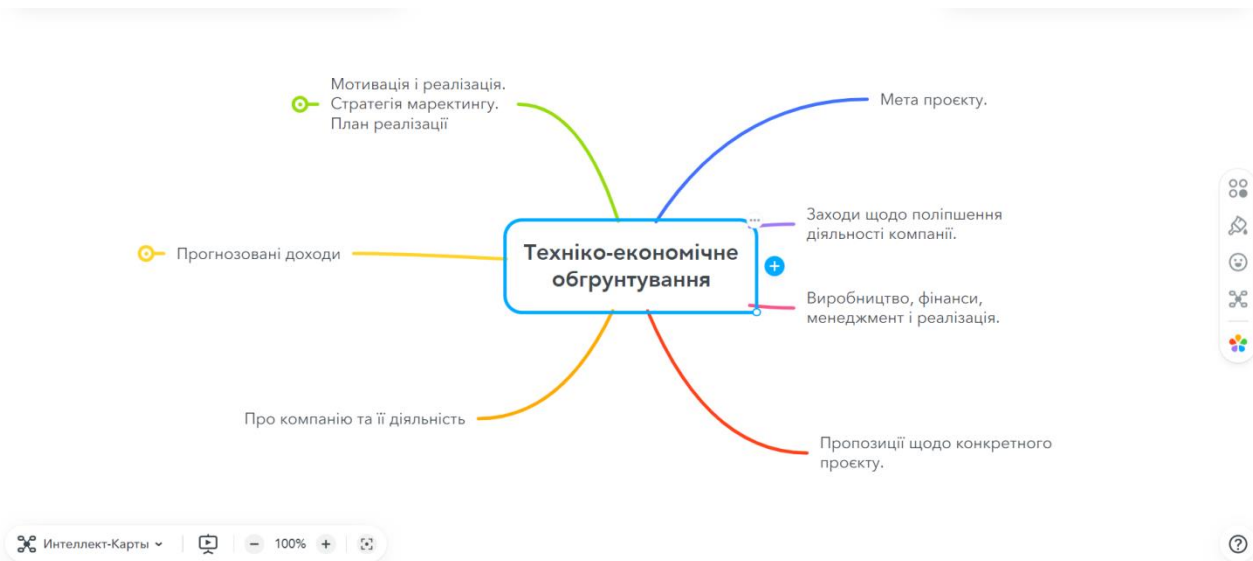 Мотивація і реалізація.
Стратегія маректингу.
План реалізації
Мета проєкту.
Заходи щодо поліпшення
діяльності компанії.
Прогнозовані доходи
Техніко-економічне
обгрунтування
Виробництво, фінанси,
менеджмент і реалізація.
Про компанію та її діяльність
Пропозиції щодо конкретного
проєкту.
Интеллект-Карты
100%